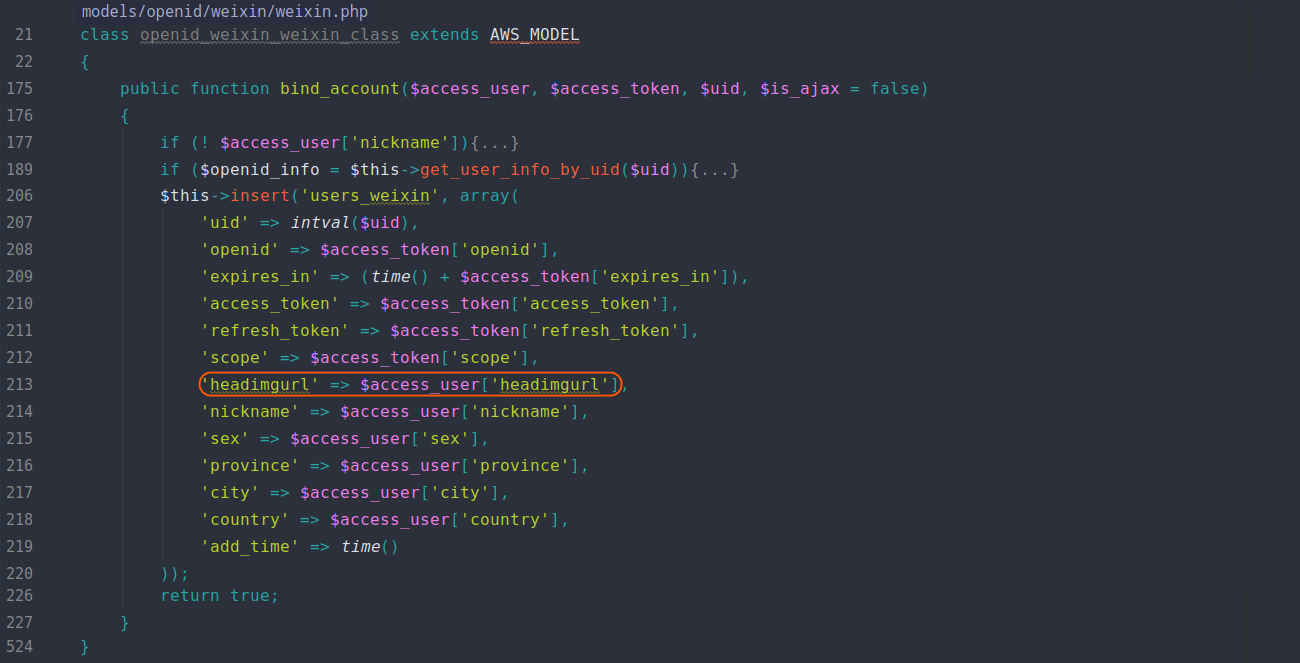 models/openid/weixin/weixin.php
21 class openid_weixin_weixin_class extends AWS_MODEL
22 {
175 public function bind_account($access_user, $access_token, $uid, $is_ajax = false)
176 {
177 if (! $access_user['nickname']){...}
189 if ($openid_info = $this->get_user_info_by_uid($uid)){...}
206 $this->insert('users_weixin', array(
207 'uid' => intval($uid),
208 'openid' => $access_token['openid'],
209 'expires_in' => (time() + $access_token['expires_in']),
210 'access_token' => $access_token['access_token'],
211 'refresh_token' => $access_token['refresh_token'],
212 'scope' => $access_token['scope'],
213 'headimgurl' => $access_user['headimgurl'],
214 'nickname' => $access_user['nickname'],
215 'sex' => $access_user['sex'],
216 'province' => $access_user['province'],
217 'city' => $access_user['city'],
218 'country' => $access_user['country'],
219 'add_time' => time()
220 ));
226 return true;
227 }
524 }